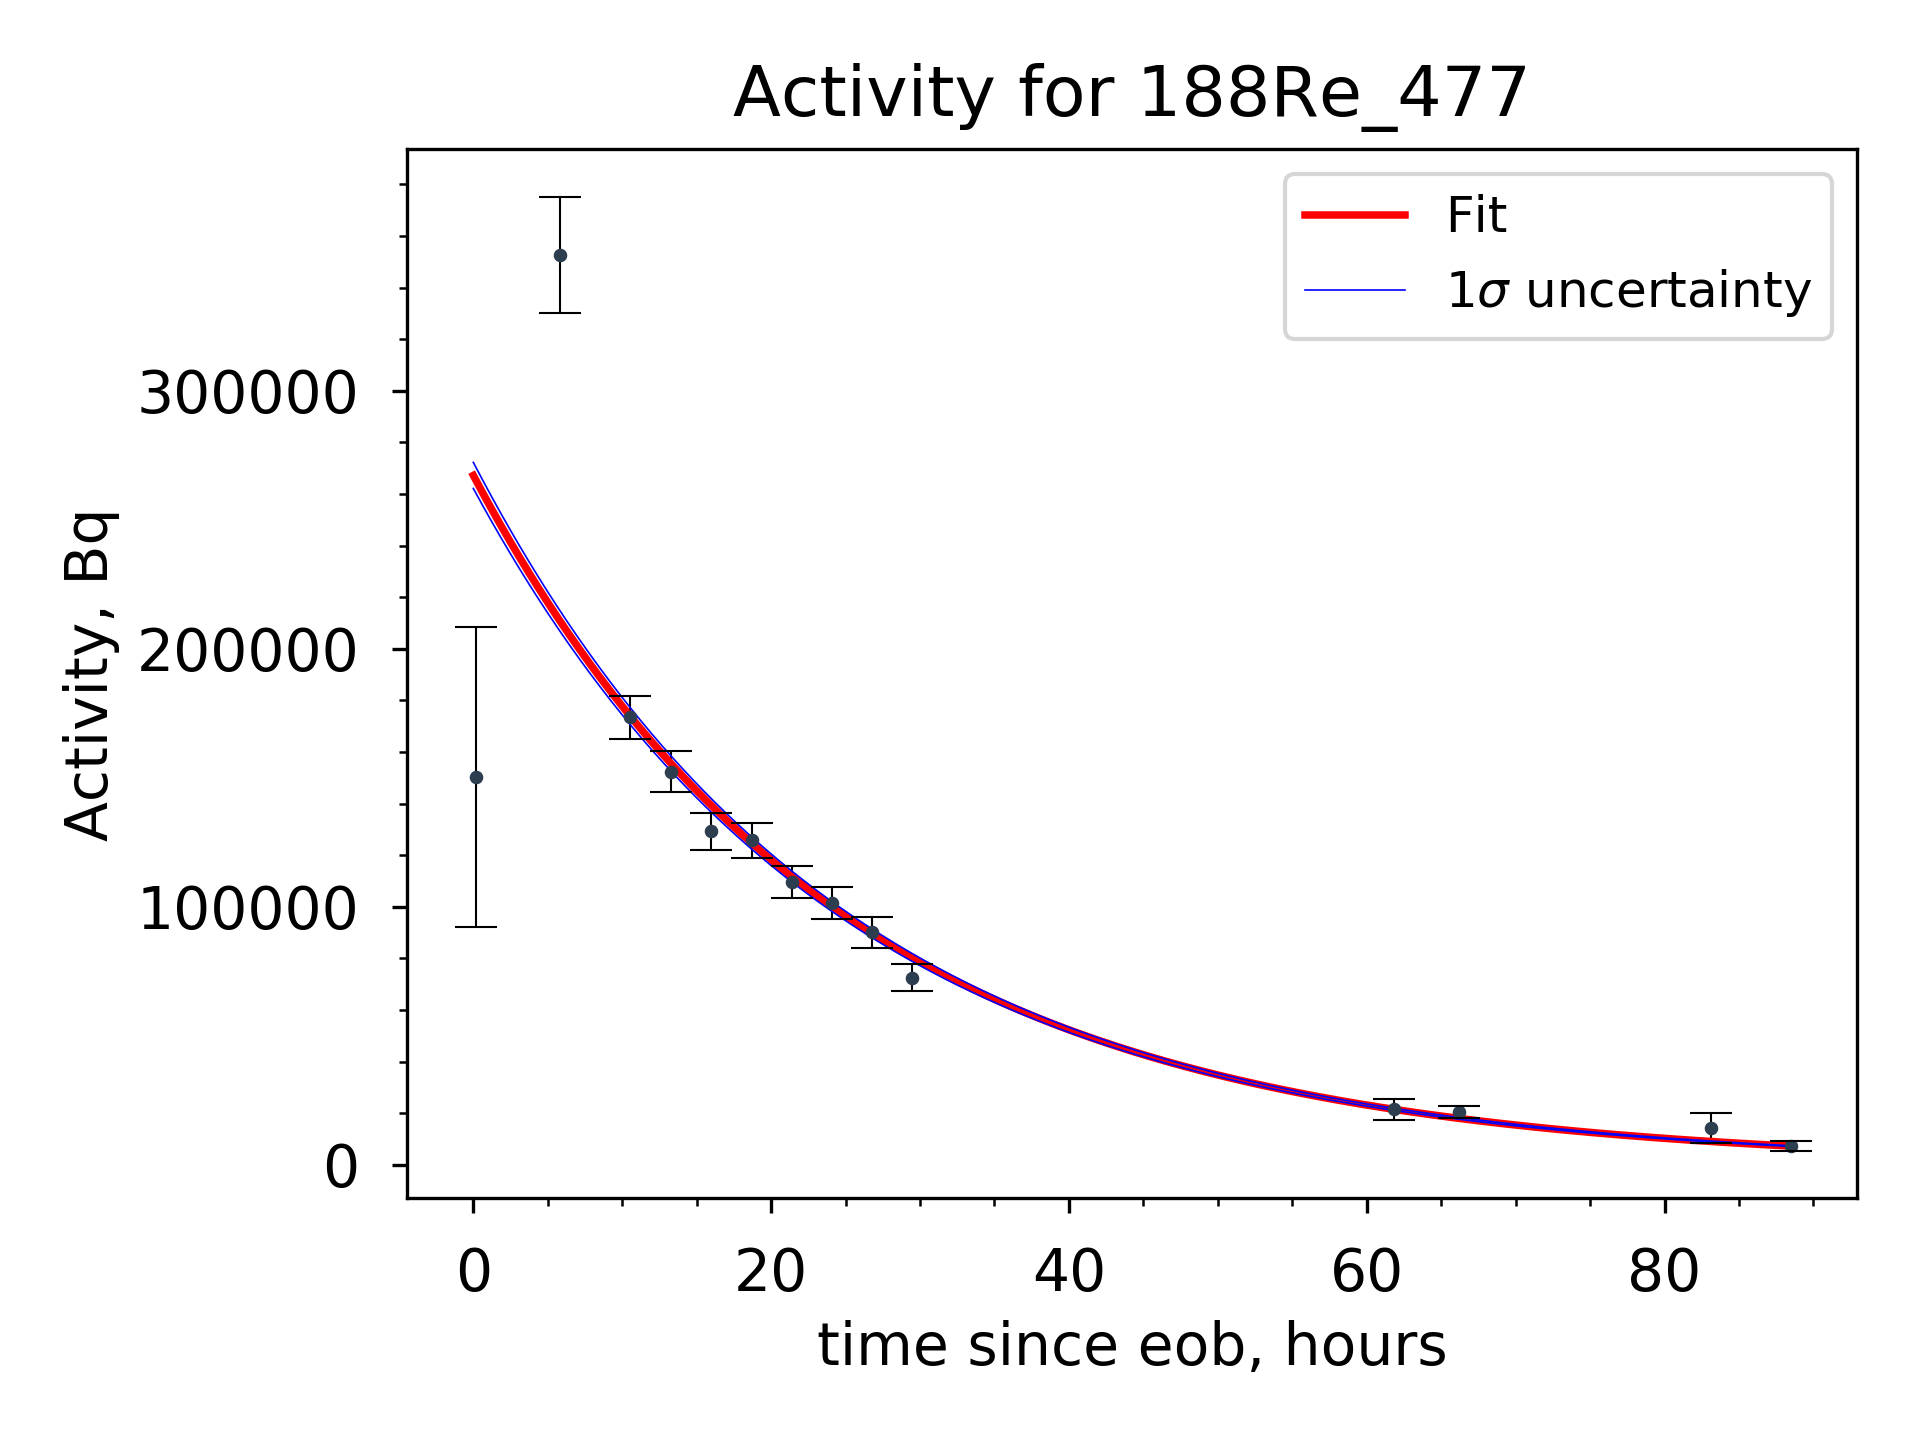 Activity for 188Re_477
Fit
1σ uncertainty
Activity, Bq
300000
200000
100000
0
0 20 40 60 80
time since eob, hours